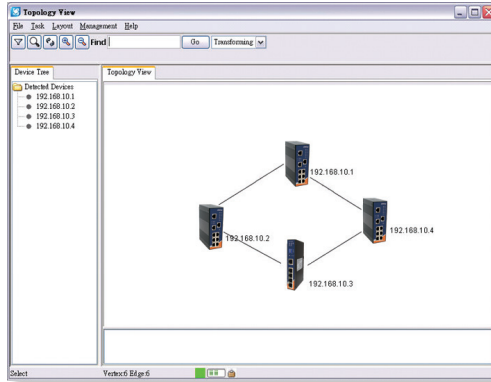 Topology View
File Task Layout Management Help
Find Go Transforming
Device Tree
Topology View
Detected Devices
192.168.10.1
192.168.10.2
192.168.10.3
192.168.10.4
192.168.10.1
192.168.10.2
192.168.10.4
192.168.10.3
Select Vertex:6 Edge:6